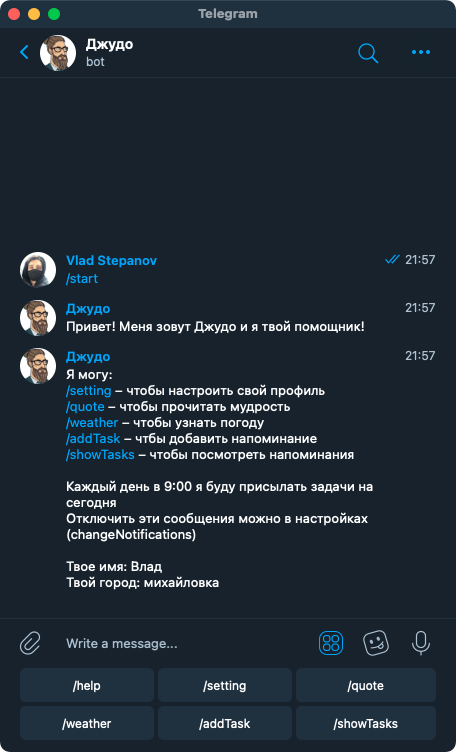 Telegram
Джудо
bot
Vlad Stepanov 21:57
/start
Джудо 21:57
Привет! Меня зовут Джудо и я твой помощник!
Джудо 21:57
Я могу:
/setting – чтобы настроить свой профиль
/quote – чтобы прочитать мудрость
/weather – чтобы узнать погоду
/addTask – чтбы добавить напоминание
/showTasks – чтобы посмотреть напоминания
Каждый день в 9:00 я буду присылать задачи на
сегодня
Отключить эти сообщения можно в настройках
(changeNotifications)
Твое имя: Влад
Твой город: михайловка
Write a message...
/help /setting /quote
/weather /addTask /showTasks